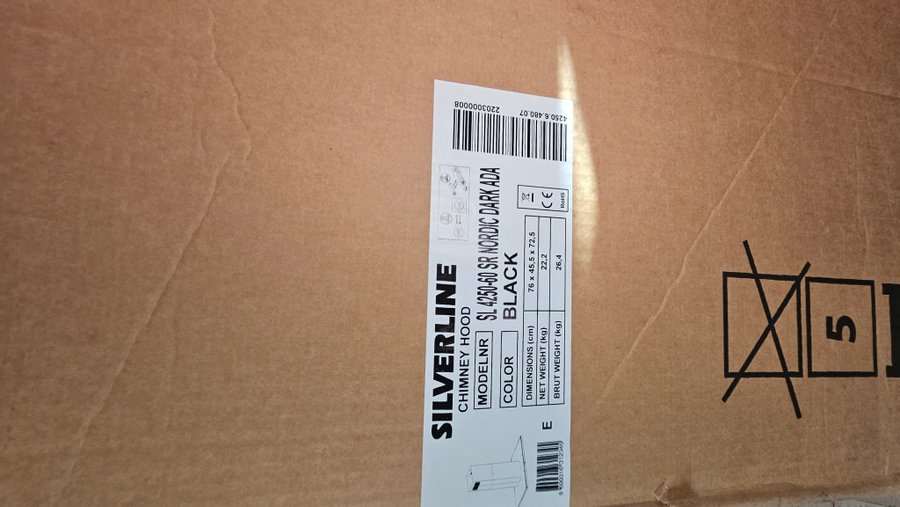 SILVERLINE
CHIMNEY HOOD
MODELNR SL 4250-60 SR NORDIC DARK ADA
COLOR BLACK
DIMENSIONS (cm) 76 x 45,5 x 72,5
NET WEIGHT (kg) 22,2
BRUT WEIGHT (kg) 26,4
E
CE
RoHS
2203000008
4250.6.480.07
5